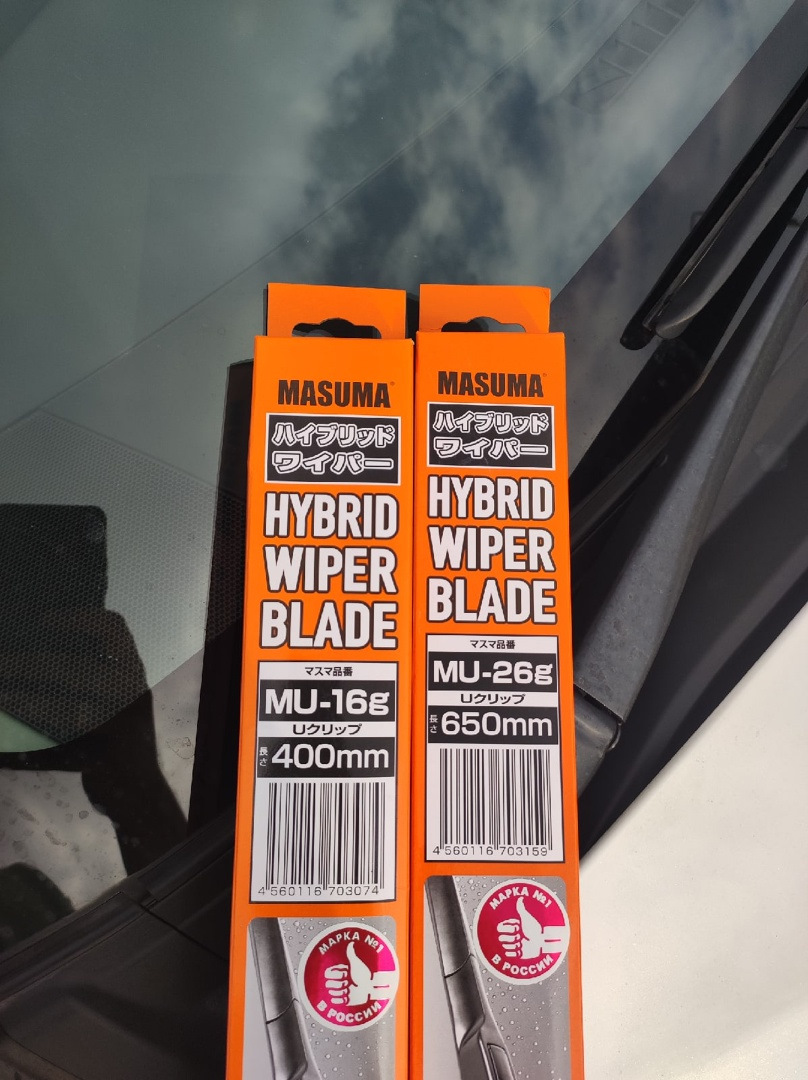 MASUMA
ハイブリッド
ワイパー
HYBRID
WIPER
BLADE
マスマ品番
MU-16g
Uクリップ
長さ 400mm
4 560116 703074
МАРКА №1
В РОССИИ
MASUMA
ハイブリッド
ワイパー
HYBRID
WIPER
BLADE
マスマ品番
MU-26g
Uクリップ
長さ 650mm
4 560116 703159
МАРКА №1
В РОССИИ